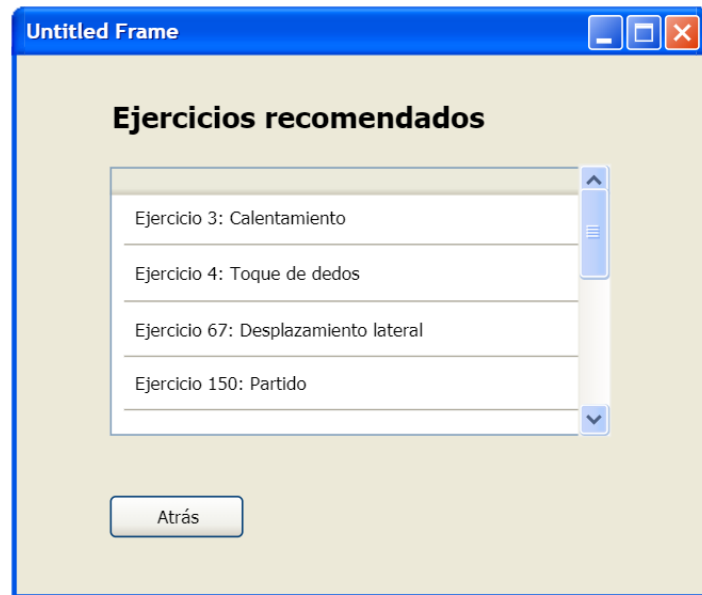 Untitled Frame
Ejercicios recomendados
Ejercicio 3: Calentamiento
Ejercicio 4: Toque de dedos
Ejercicio 67: Desplazamiento lateral
Ejercicio 150: Partido
Atrás